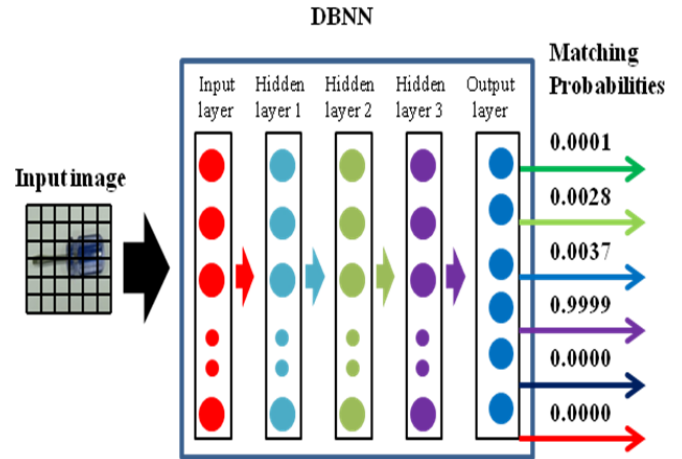 DBNN
Matching
Probabilities
Input
layer
Hidden
layer 1
Hidden
layer 2
Hidden
layer 3
Output
layer
Input image
0.0001
0.0028
0.0037
0.9999
0.0000
0.0000